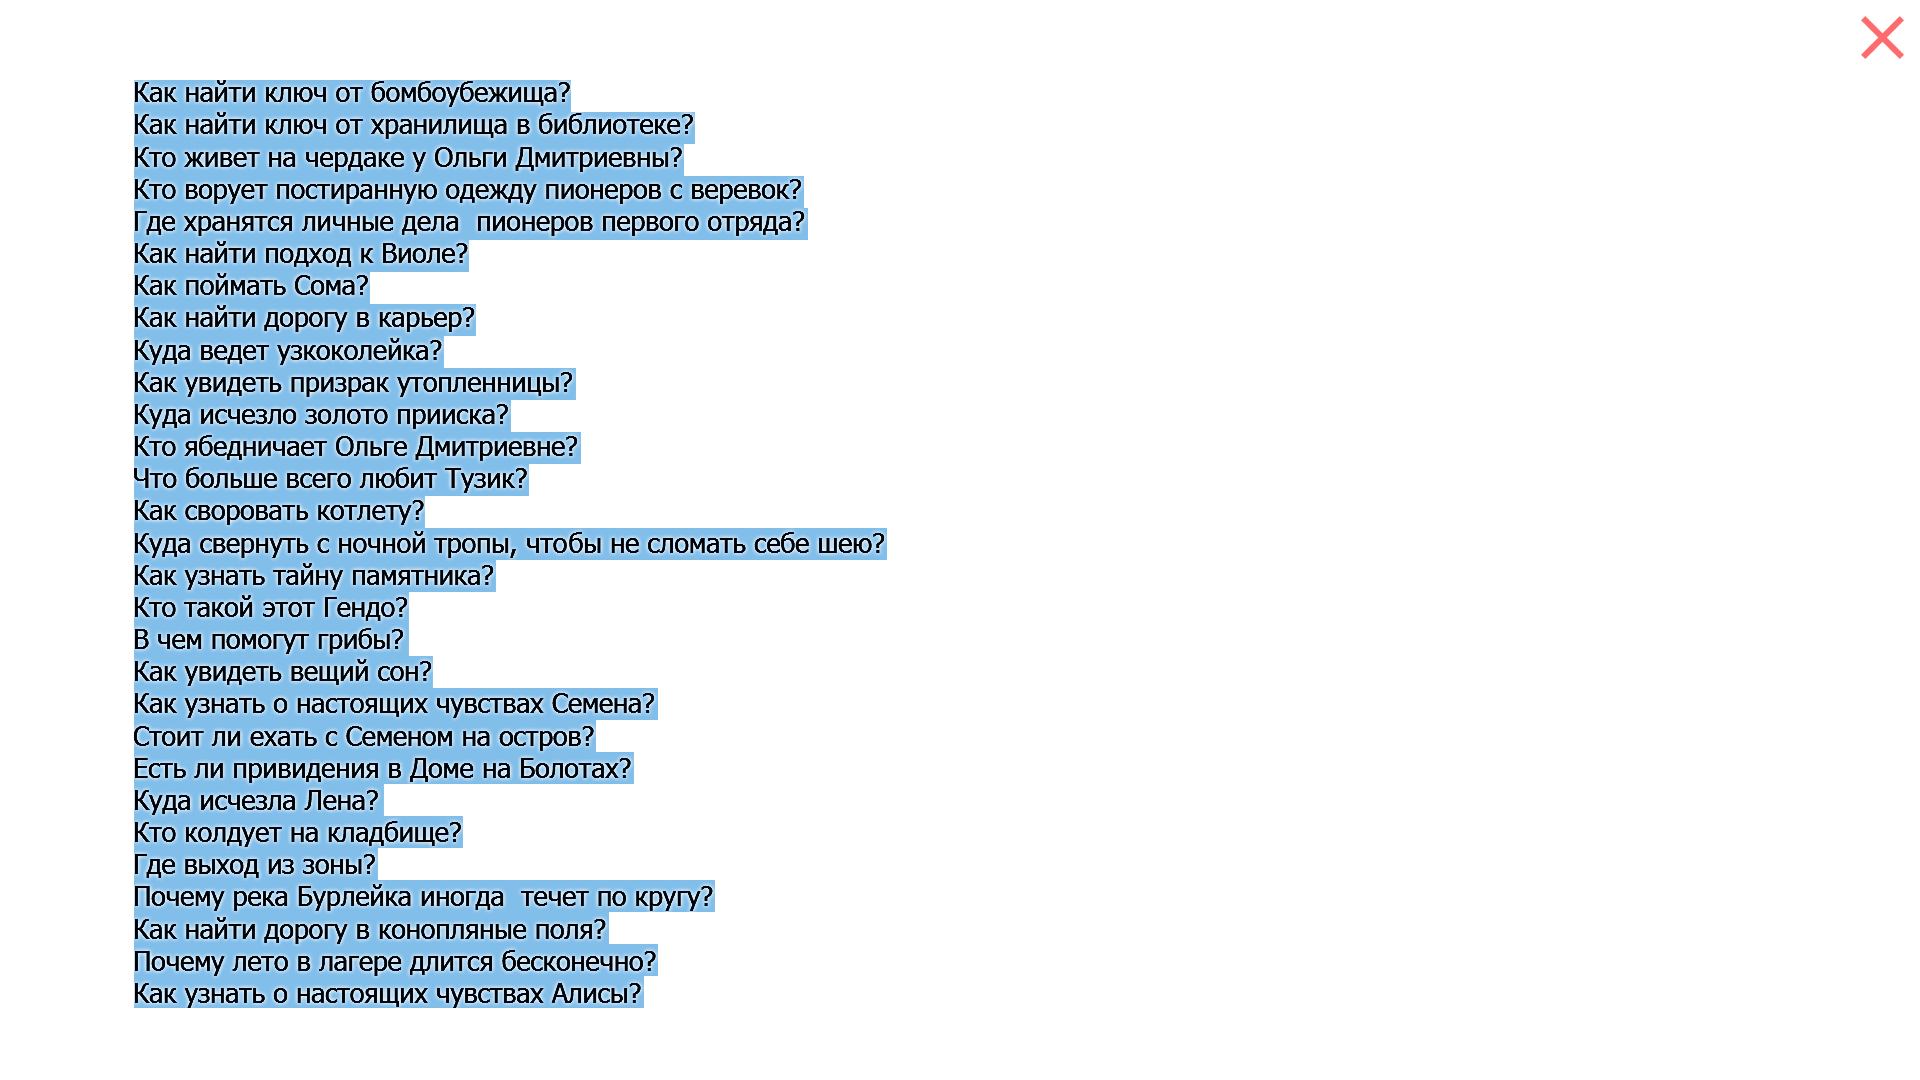 Как найти ключ от бомбоубежища?
Как найти ключ от хранилища в библиотеке?
Кто живет на чердаке у Ольги Дмитриевны?
Кто ворует постиранную одежду пионеров с веревок?
Где хранятся личные дела  пионеров первого отряда?
Как найти подход к Виоле?
Как поймать Сома?
Как найти дорогу в карьер?
Куда ведет узкоколейка?
Как увидеть призрак утопленницы?
Куда исчезло золото прииска?
Кто ябедничает Ольге Дмитриевне?
Что больше всего любит Тузик?
Как своровать котлету?
Куда свернуть с ночной тропы, чтобы не сломать себе шею?
Как узнать тайну памятника?
Кто такой этот Гендо?
В чем помогут грибы?
Как увидеть вещий сон?
Как узнать о настоящих чувствах Семена?
Стоит ли ехать с Семеном на остров?
Есть ли привидения в Доме на Болотах?
Куда исчезла Лена?
Кто колдует на кладбище?
Где выход из зоны?
Почему река Бурлейка иногда  течет по кругу?
Как найти дорогу в конопляные поля?
Почему лето в лагере длится бесконечно?
Как узнать о настоящих чувствах Алисы?